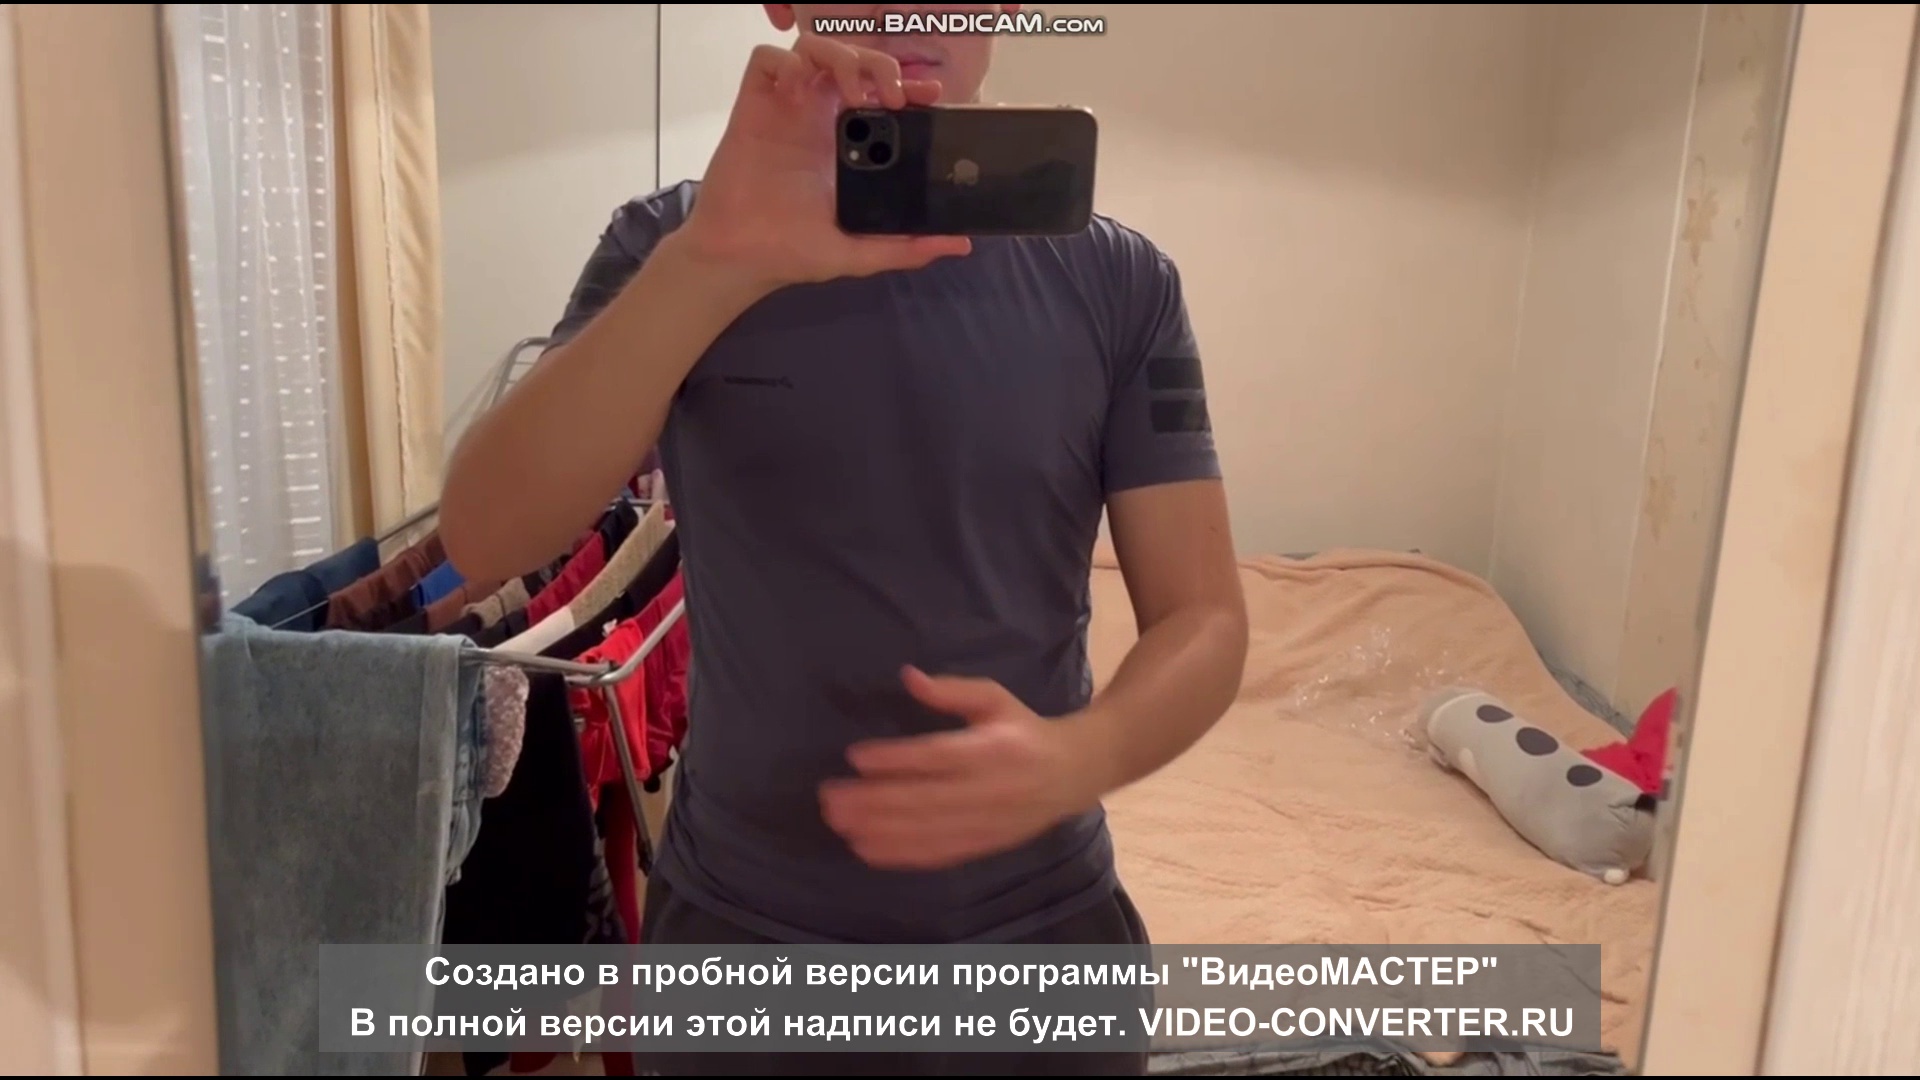 www.BANDICAM.com
Создано в пробной версии программы "ВидеоМАСТЕР"
В полной версии этой надписи не будет. VIDEO-CONVERTER.RU